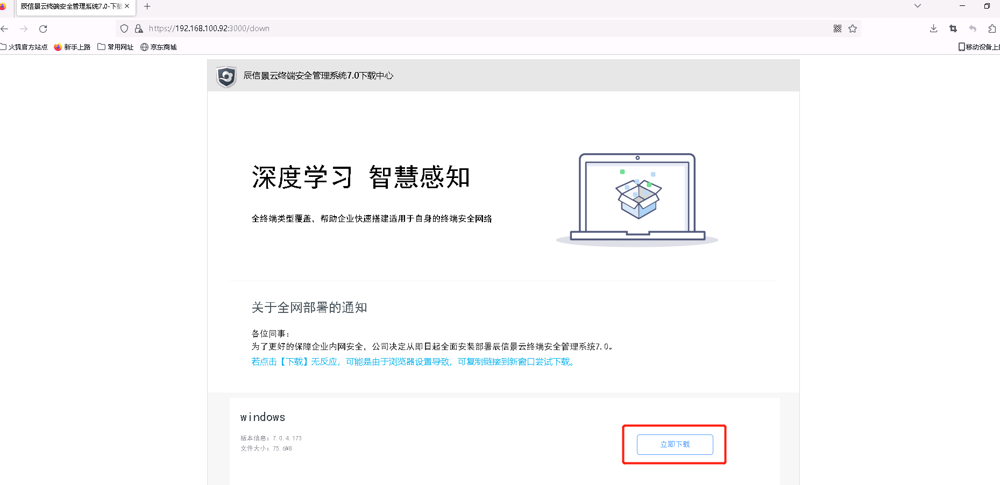 辰信景云终端安全管理系统7.0-下载
https://192.168.100.92:3000/down
火狐官方站点 新手上路 常用网址 京东商城 移动设备上的
辰信景云终端安全管理系统7.0下载中心
深度学习 智慧感知
全终端类型覆盖，帮助企业快速搭建适用于自身的终端安全网络
关于全网部署的通知
各位同事：
为了更好的保障企业内网安全，公司决定从即日起全面安装部署辰信景云终端安全管理系统7.0。
若点击【下载】无反应，可能是由于浏览器设置导致，可复制链接到新窗口尝试下载。
windows
版本信息：7.0.4.173
文件大小：75.6MB
立即下载